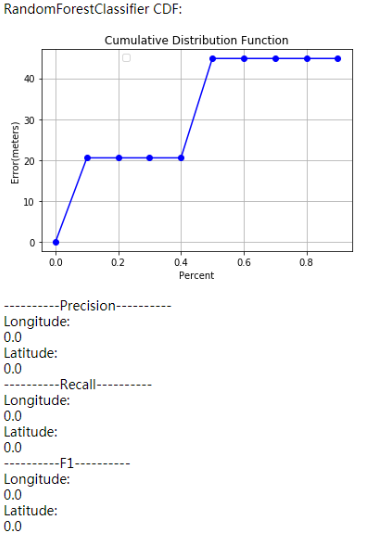 RandomForestClassifier CDF:
Cumulative Distribution Function
Error(meters)
40
30
20
10
0
0.0 0.2 0.4 0.6 0.8
Percent
----------Precision----------
Longitude:
0.0
Latitude:
0.0
----------Recall----------
Longitude:
0.0
Latitude:
0.0
----------F1----------
Longitude:
0.0
Latitude:
0.0